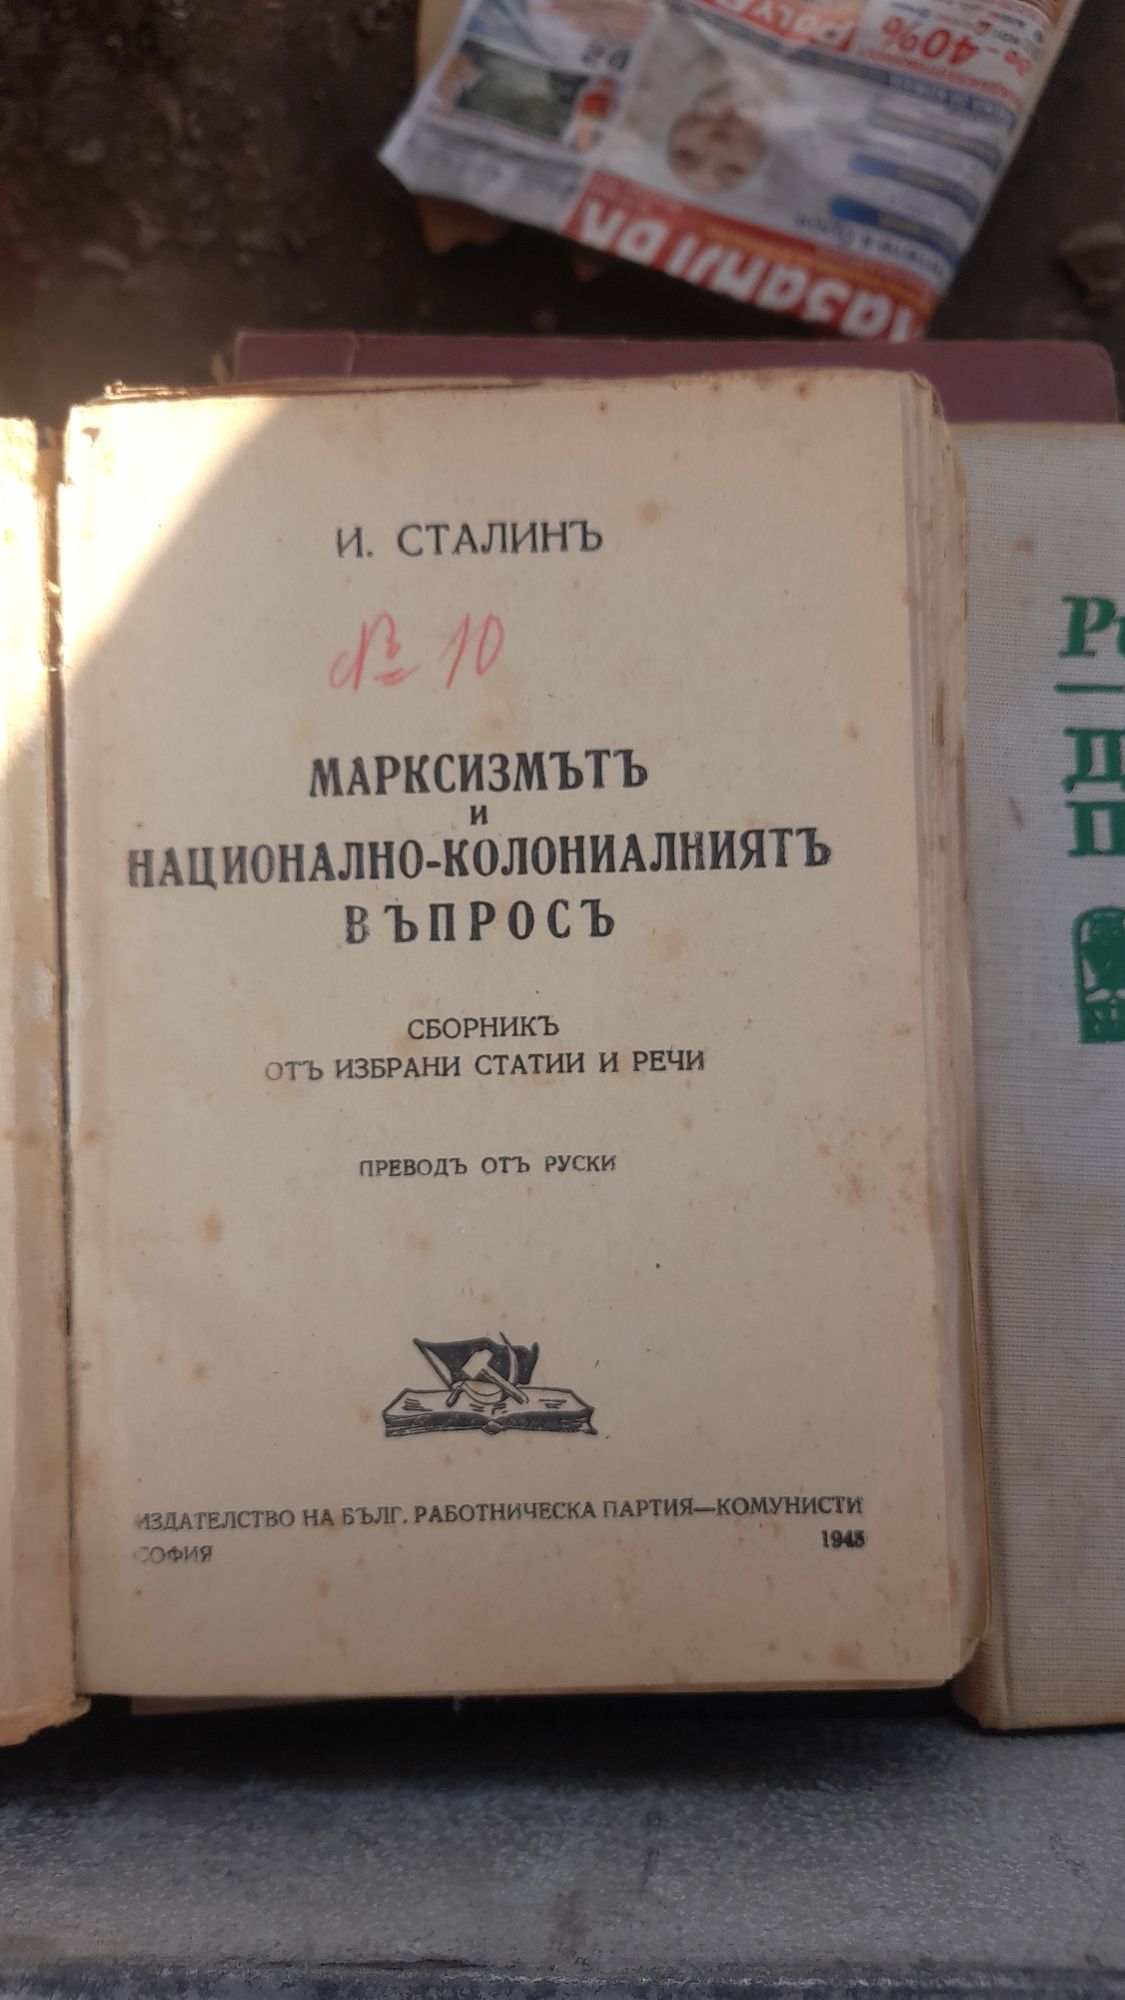 И. СТАЛИНЪ
№ 10
МАРКСИЗМЪТЪ
И
НАЦИОНАЛНО-КОЛОНИАЛНИЯТЪ
ВЪПРОСЪ
СБОРНИКЪ
ОТЪ ИЗБРАНИ СТАТИИ И РЕЧИ
ПРЕВОДЪ ОТЪ РУСКИ
ИЗДАТЕЛСТВО НА БЪЛГ. РАБОТНИЧЕСКА ПАРТИЯ—КОМУНИСТИ
СОФИЯ 1945
40%